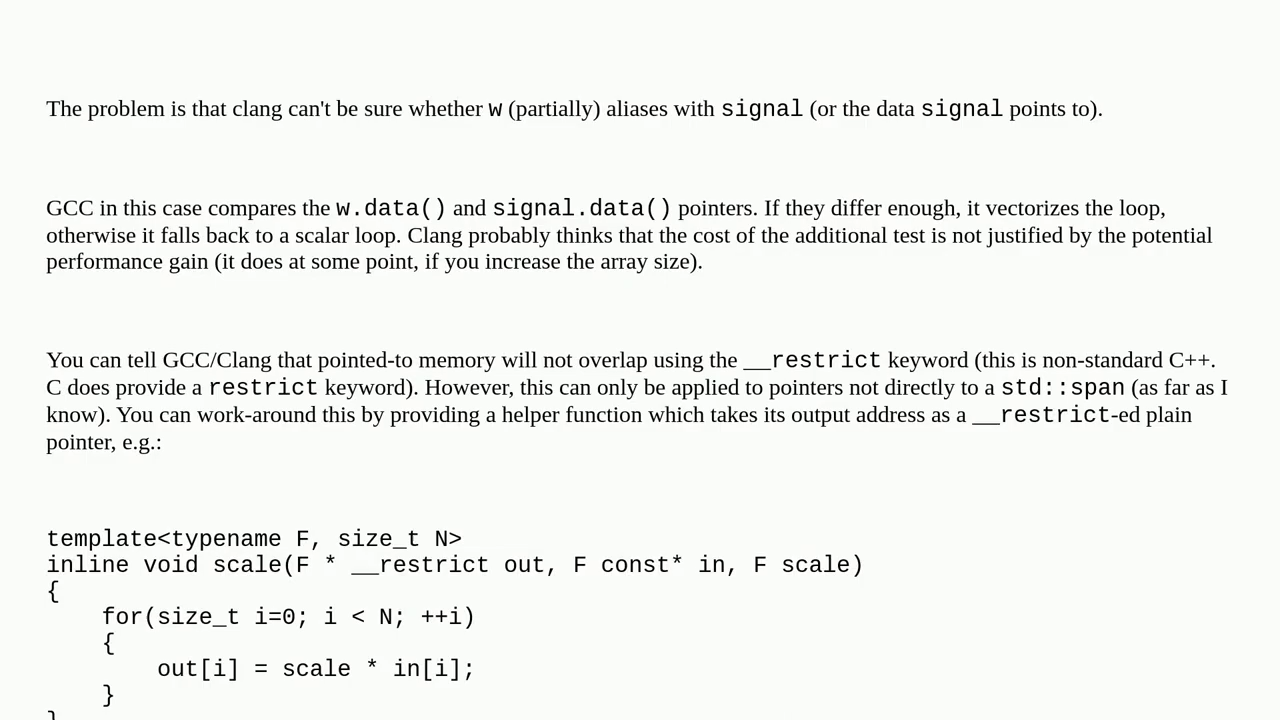 The problem is that clang can't be sure whether w (partially) aliases with signal (or the data signal points to).
GCC in this case compares the w.data() and signal.data() pointers. If they differ enough, it vectorizes the loop,
otherwise it falls back to a scalar loop. Clang probably thinks that the cost of the additional test is not justified by the potential
performance gain (it does at some point, if you increase the array size).
You can tell GCC/Clang that pointed-to memory will not overlap using the __restrict keyword (this is non-standard C++.
C does provide a restrict keyword). However, this can only be applied to pointers not directly to a std::span (as far as I
know). You can work-around this by providing a helper function which takes its output address as a __restrict-ed plain
pointer, e.g.:
template<typename F, size_t N>
inline void scale(F * __restrict out, F const* in, F scale)
{
    for(size_t i=0; i < N; ++i)
    {
        out[i] = scale * in[i];
    }
}